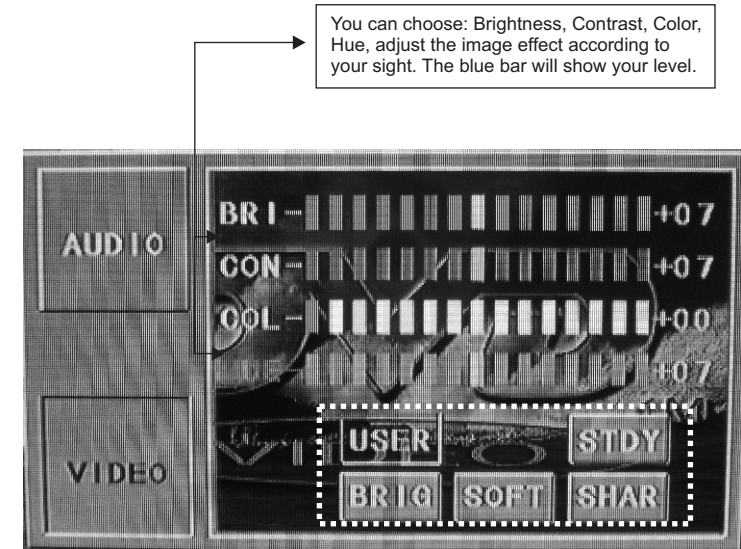 You can choose: Brightness, Contrast, Color,
Hue, adjust the image effect according to
your sight. The blue bar will show your level.
AUDIO
BRI - +07
CON - +07
COL - +00
+07
VIDEO
USER STDY
BRIG SOFT SHAR